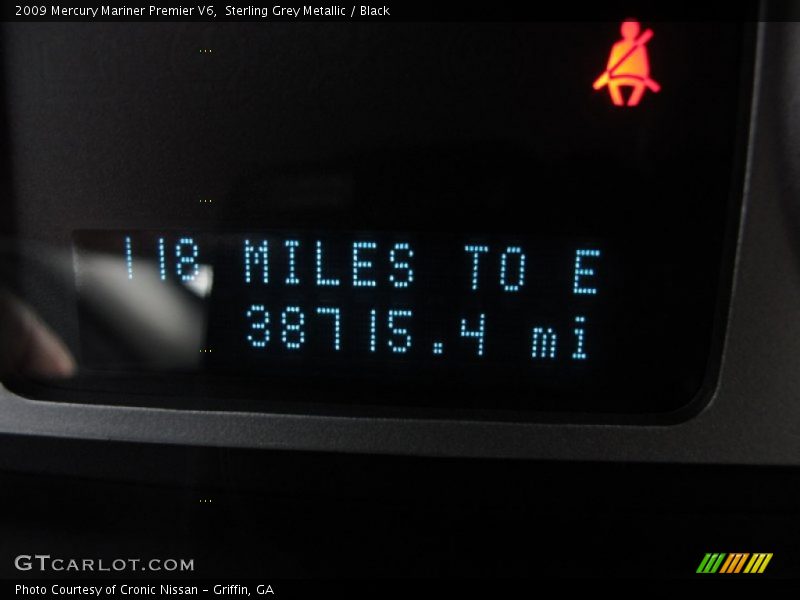 2009 Mercury Mariner Premier V6,  Sterling Grey Metallic / Black
118 MILES TO E
38715.4 mi
GTCARLOT.COM
Photo Courtesy of Cronic Nissan - Griffin, GA